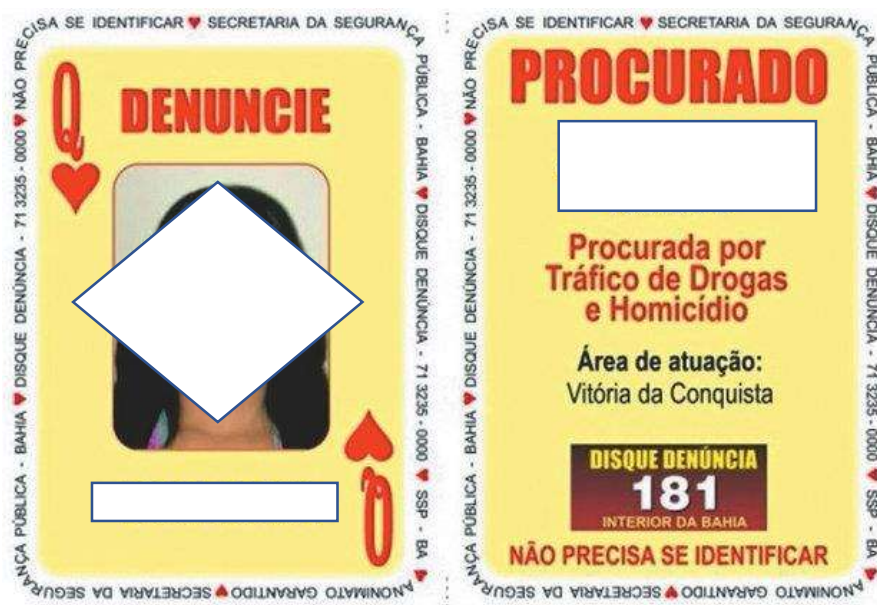 NÃO PRECISA SE IDENTIFICAR ♥ SECRETARIA DA SEGURANÇA PÚBLICA - BAHIA ♥ DISQUE DENÚNCIA - 71 3235 - 0000 ♥ SSP - BA ♥
ANONIMATO GARANTIDO ♥ SECRETARIA DA SEGURANÇA PÚBLICA - BAHIA ♥ DISQUE DENÚNCIA - 71 3235 - 0000 ♥
Q
DENUNCIE
Q
NÃO PRECISA SE IDENTIFICAR ♥ SECRETARIA DA SEGURANÇA PÚBLICA - BAHIA ♥ DISQUE DENÚNCIA - 71 3235 - 0000 ♥ SSP - BA ♥
ANONIMATO GARANTIDO ♥ SECRETARIA DA SEGURANÇA PÚBLICA - BAHIA ♥ DISQUE DENÚNCIA - 71 3235 - 0000 ♥
PROCURADO
Procurada por
Tráfico de Drogas
e Homicídio
Área de atuação:
Vitória da Conquista
DISQUE DENÚNCIA
181
INTERIOR DA BAHIA
NÃO PRECISA SE IDENTIFICAR